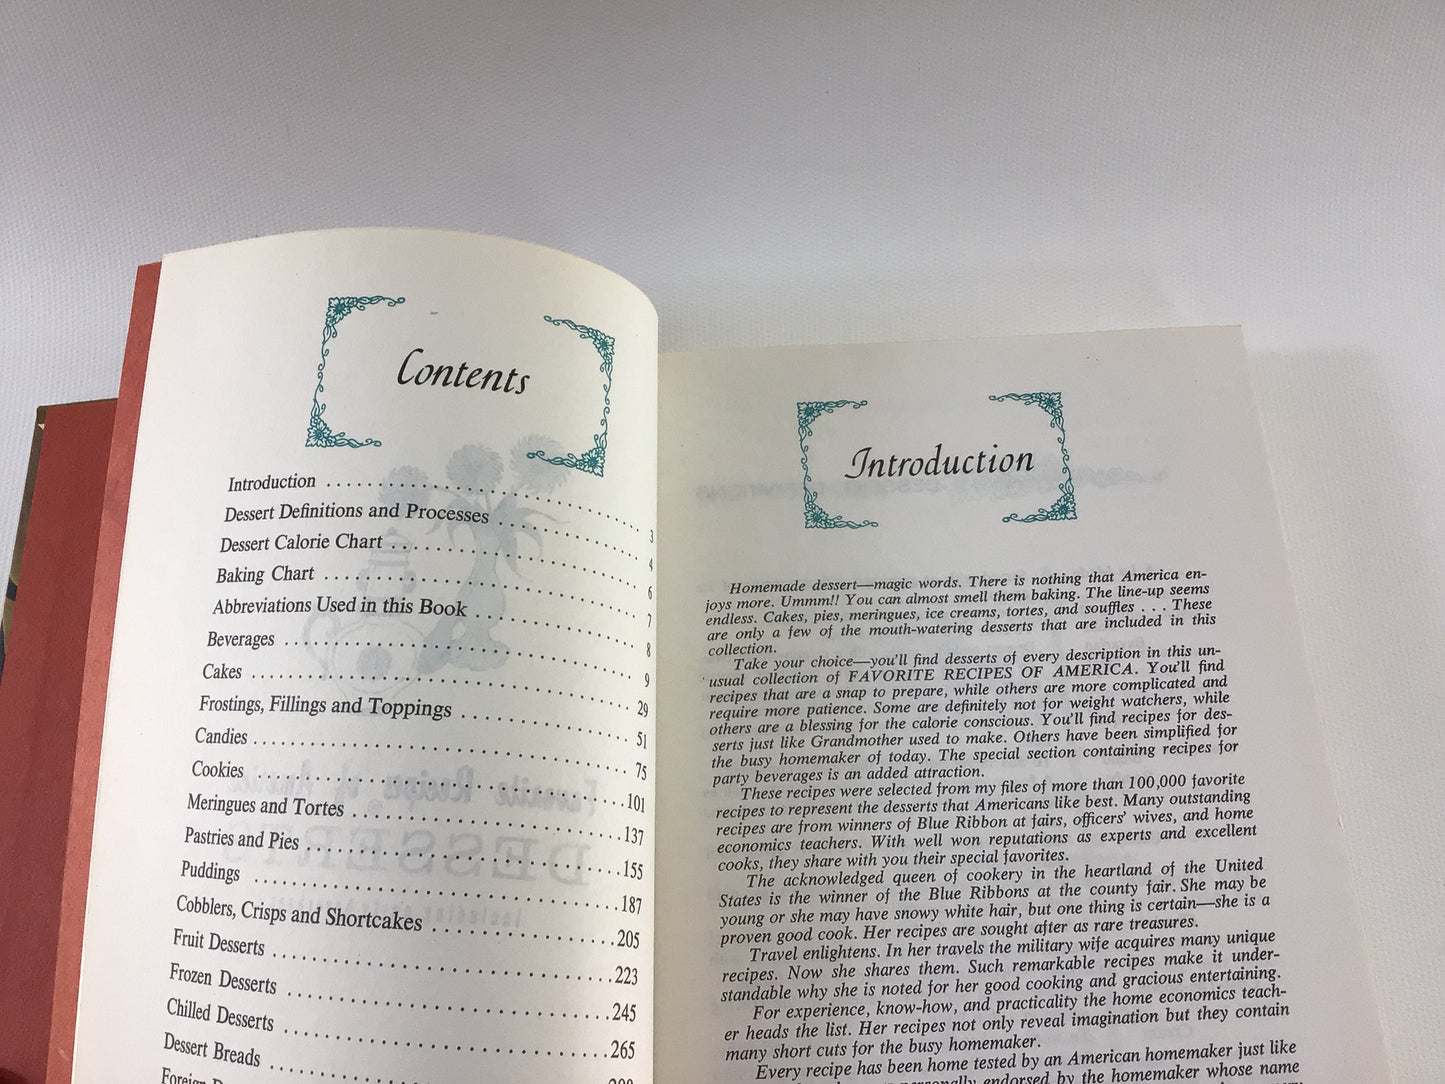 Contents
Introduction 3
Dessert Definitions and Processes 4
Dessert Calorie Chart 6
Baking Chart 7
Abbreviations Used in this Book 8
Beverages 9
Cakes 29
Frostings, Fillings and Toppings 51
Candies 75
Cookies 101
Meringues and Tortes 137
Pastries and Pies 155
Puddings 187
Cobblers, Crisps and Shortcakes 205
Fruit Desserts 223
Frozen Desserts 245
Chilled Desserts 265
Dessert Breads
Introduction
Homemade dessert—magic words. There is nothing that America en-
joys more. Ummm!! You can almost smell them baking. The line-up seems
endless. Cakes, pies, meringues, ice creams, tortes, and souffles . . . These
are only a few of the mouth-watering desserts that are included in this
collection.
Take your choice—you'll find desserts of every description in this un-
usual collection of FAVORITE RECIPES OF AMERICA. You'll find
recipes that are a snap to prepare, while others are more complicated and
require more patience. Some are definitely not for weight watchers, while
others are a blessing for the calorie conscious. You'll find recipes for des-
serts just like Grandmother used to make. Others have been simplified for
the busy homemaker of today. The special section containing recipes for
party beverages is an added attraction.
These recipes were selected from my files of more than 100,000 favorite
recipes to represent the desserts that Americans like best. Many outstanding
recipes are from winners of Blue Ribbon at fairs, officers' wives, and home
economics teachers. With well won reputations as experts and excellent
cooks, they share with you their special favorites.
The acknowledged queen of cookery in the heartland of the United
States is the winner of the Blue Ribbons at the county fair. She may be
young or she may have snowy white hair, but one thing is certain—she is a
proven good cook. Her recipes are sought after as rare treasures.
Travel enlightens. In her travels the military wife acquires many unique
recipes. Now she shares them. Such remarkable recipes make it under-
standable why she is noted for her good cooking and gracious entertaining.
For experience, know-how, and practicality the home economics teach-
er heads the list. Her recipes not only reveal imagination but they contain
many short cuts for the busy homemaker.
Every recipe has been home tested by an American homemaker just like
personally endorsed by the homemaker whose name